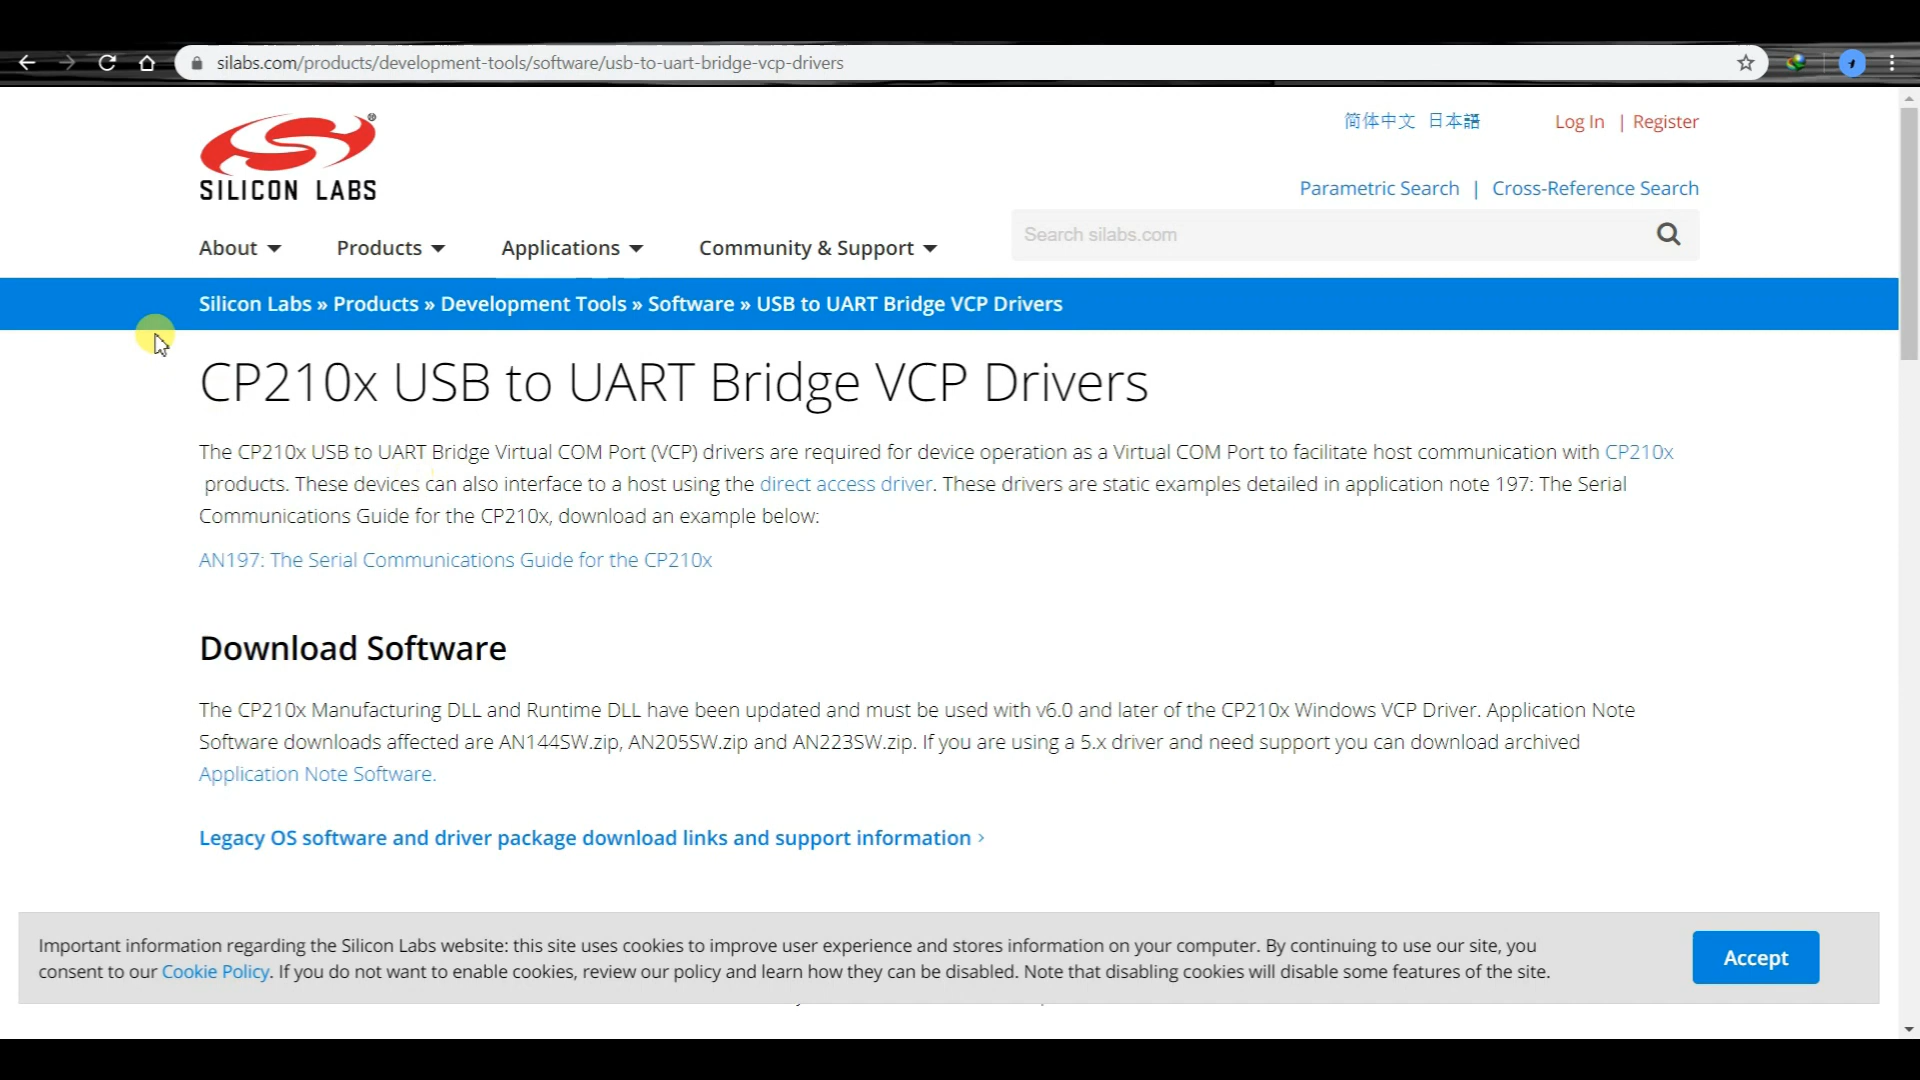 silabs.com/products/development-tools/software/usb-to-uart-bridge-vcp-drivers
简体中文 日本語 Log In | Register
SILICON LABS
Parametric Search | Cross-Reference Search
About Products Applications Community & Support Search silabs.com
Silicon Labs » Products » Development Tools » Software » USB to UART Bridge VCP Drivers
CP210x USB to UART Bridge VCP Drivers
The CP210x USB to UART Bridge Virtual COM Port (VCP) drivers are required for device operation as a Virtual COM Port to facilitate host communication with CP210x
products. These devices can also interface to a host using the direct access driver. These drivers are static examples detailed in application note 197: The Serial
Communications Guide for the CP210x, download an example below:
AN197: The Serial Communications Guide for the CP210x
Download Software
The CP210x Manufacturing DLL and Runtime DLL have been updated and must be used with v6.0 and later of the CP210x Windows VCP Driver. Application Note
Software downloads affected are AN144SW.zip, AN205SW.zip and AN223SW.zip. If you are using a 5.x driver and need support you can download archived
Application Note Software.
Legacy OS software and driver package download links and support information ›
Important information regarding the Silicon Labs website: this site uses cookies to improve user experience and stores information on your computer. By continuing to use our site, you
consent to our Cookie Policy. If you do not want to enable cookies, review our policy and learn how they can be disabled. Note that disabling cookies will disable some features of the site.
Accept